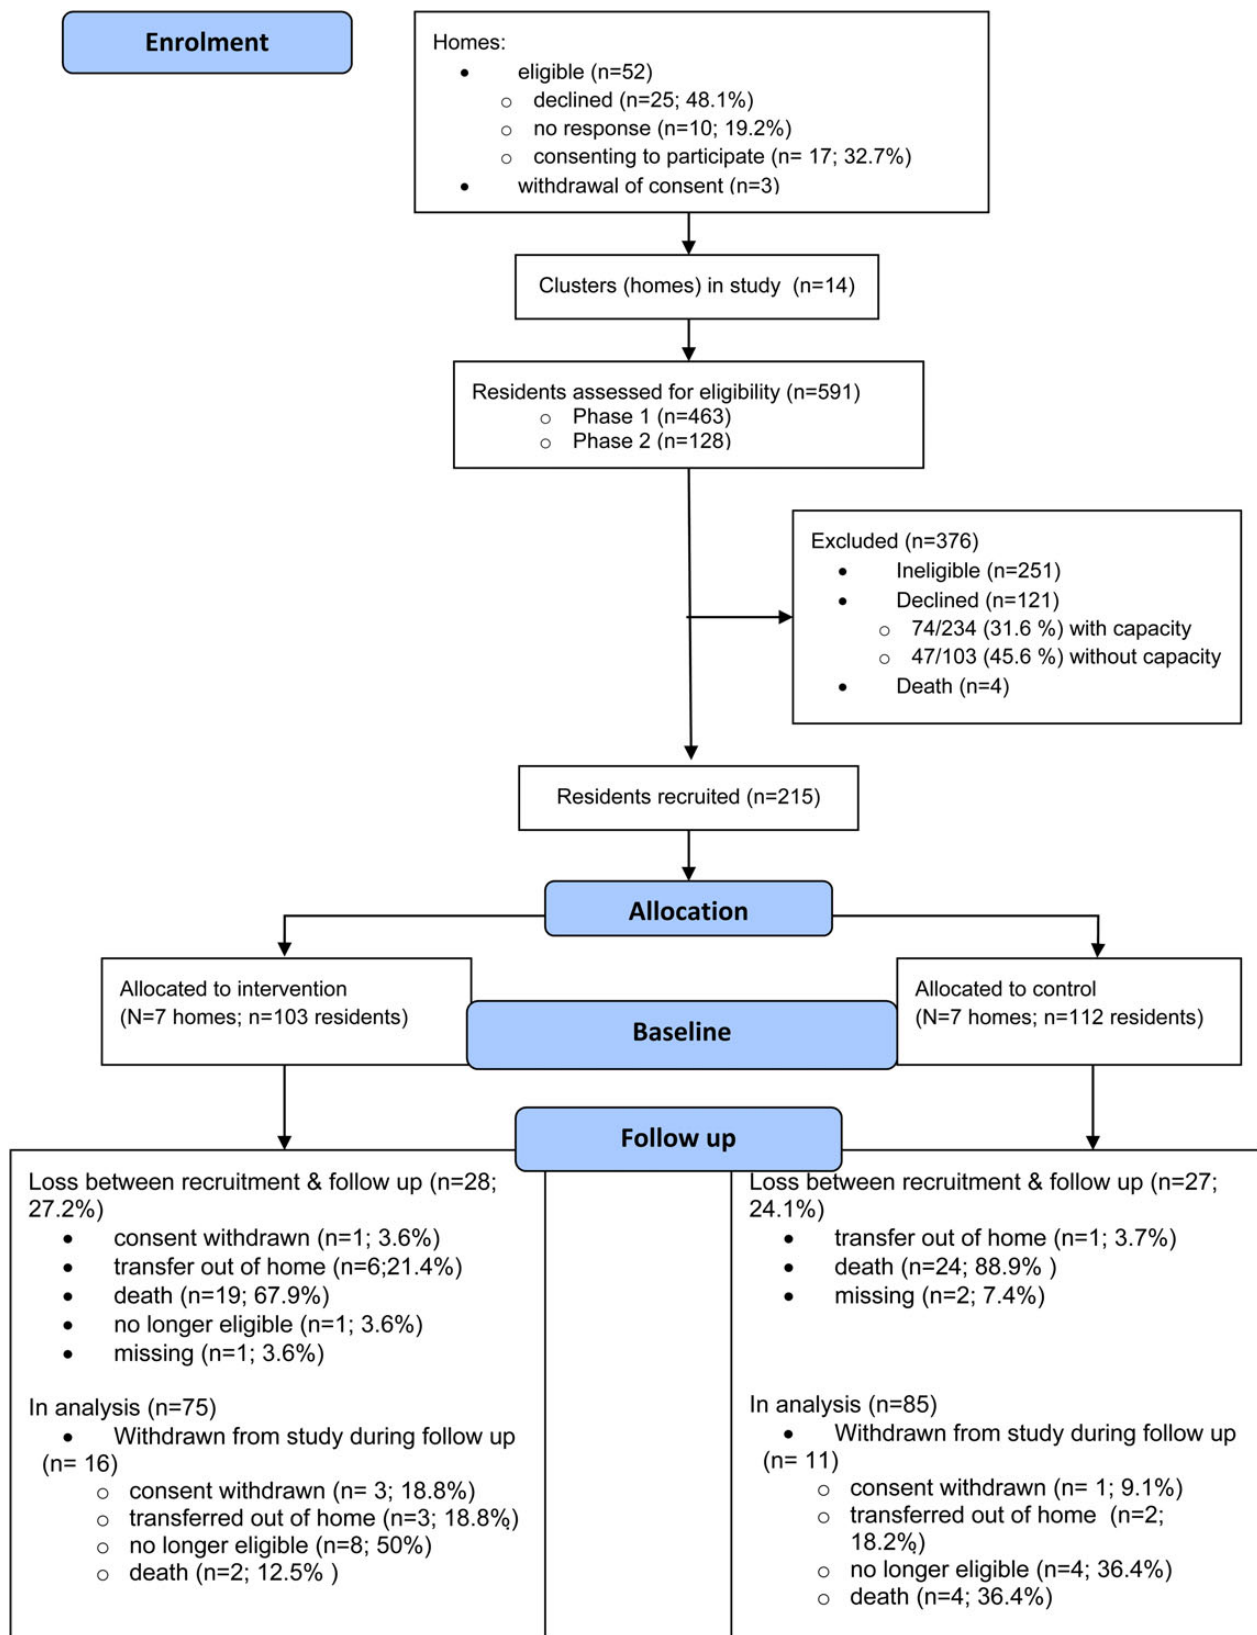 Enrolment
Homes:
• eligible (n=52)
o declined (n=25; 48.1%)
o no response (n=10; 19.2%)
o consenting to participate (n= 17; 32.7%)
• withdrawal of consent (n=3)
Clusters (homes) in study (n=14)
Residents assessed for eligibility (n=591)
o Phase 1 (n=463)
o Phase 2 (n=128)
Excluded (n=376)
• Ineligible (n=251)
• Declined (n=121)
o 74/234 (31.6 %) with capacity
o 47/103 (45.6 %) without capacity
• Death (n=4)
Residents recruited (n=215)
Allocation
Allocated to intervention
(N=7 homes; n=103 residents)
Allocated to control
(N=7 homes; n=112 residents)
Baseline
Follow up
Loss between recruitment & follow up (n=28;
27.2%)
• consent withdrawn (n=1; 3.6%)
• transfer out of home (n=6;21.4%)
• death (n=19; 67.9%)
• no longer eligible (n=1; 3.6%)
• missing (n=1; 3.6%)
In analysis (n=75)
• Withdrawn from study during follow up
(n= 16)
o consent withdrawn (n= 3; 18.8%)
o transferred out of home (n=3; 18.8%)
o no longer eligible (n=8; 50%)
o death (n=2; 12.5% )
Loss between recruitment & follow up (n=27;
24.1%)
• transfer out of home (n=1; 3.7%)
• death (n=24; 88.9% )
• missing (n=2; 7.4%)
In analysis (n=85)
• Withdrawn from study during follow up
(n= 11)
o consent withdrawn (n= 1; 9.1%)
o transferred out of home (n=2;
18.2%)
o no longer eligible (n=4; 36.4%)
o death (n=4; 36.4%)